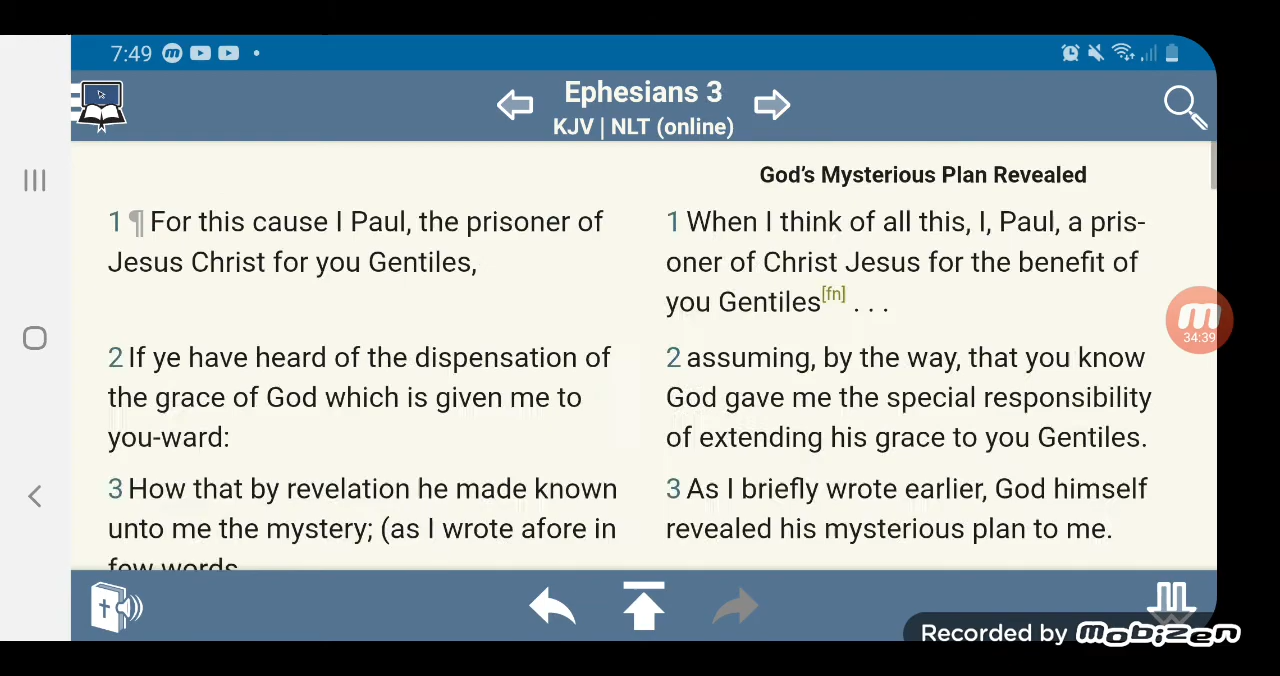 7:49
Ephesians 3
KJV | NLT (online)
God's Mysterious Plan Revealed
1 ¶ For this cause I Paul, the prisoner of
Jesus Christ for you Gentiles,
2 If ye have heard of the dispensation of
the grace of God which is given me to
you-ward:
3 How that by revelation he made known
unto me the mystery; (as I wrote afore in
few words
1 When I think of all this, I, Paul, a pris-
oner of Christ Jesus for the benefit of
you Gentiles[fn] . . .
2 assuming, by the way, that you know
God gave me the special responsibility
of extending his grace to you Gentiles.
3 As I briefly wrote earlier, God himself
revealed his mysterious plan to me.
34:39
Recorded by mobizen